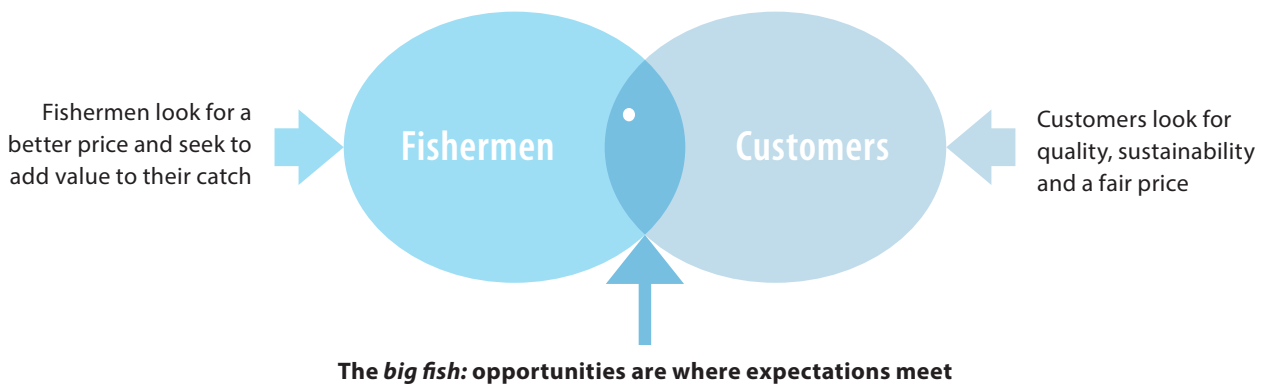 Fishermen look for a
better price and seek to
add value to their catch
Fishermen
Customers
Customers look for
quality, sustainability
and a fair price
The big fish: opportunities are where expectations meet